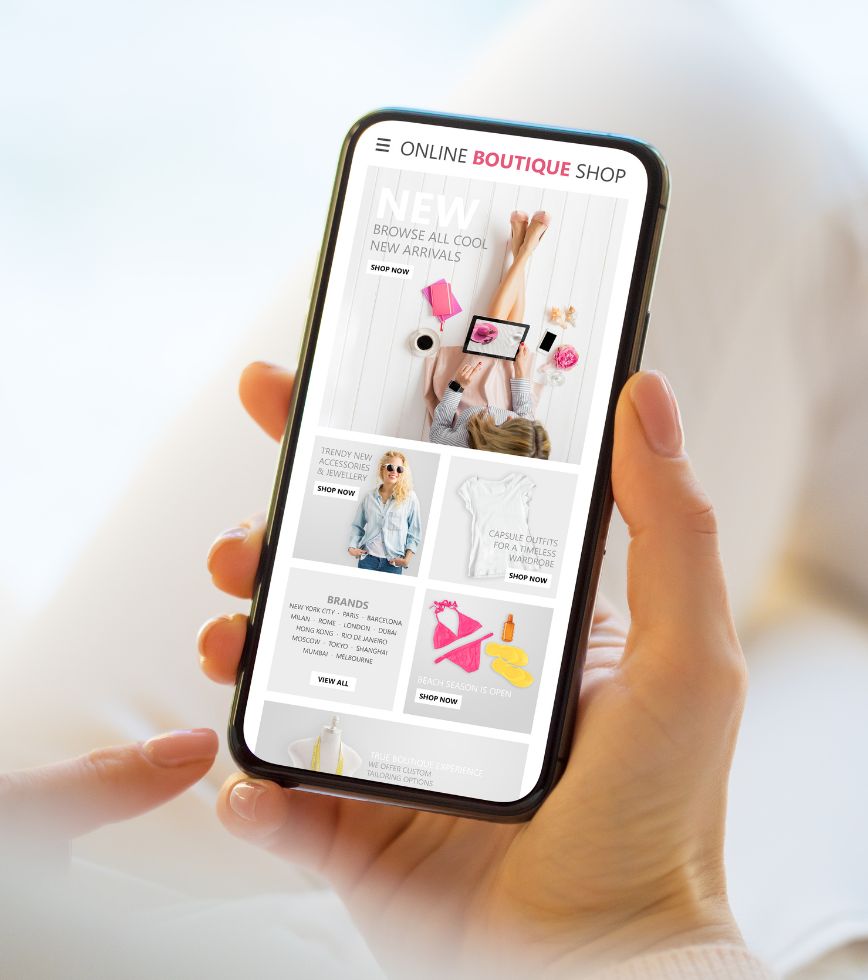 ONLINE BOUTIQUE SHOP
NEW
BROWSE ALL COOL
NEW ARRIVALS
SHOP NOW
TRENDY NEW
ACCESSORIES
& JEWELLERY
SHOP NOW
CAPSULE OUTFITS
FOR A TIMELESS
WARDROBE
SHOP NOW
BRANDS
NEW YORK CITY · PARIS · BARCELONA
MILAN · ROME · LONDON · DUBAI
HONG KONG · RIO DE JANEIRO
MOSCOW · TOKYO · SHANGHAI
MUMBAI · MELBOURNE
VIEW ALL
BEACH SEASON IS OPEN
SHOP NOW
TRUE BOUTIQUE EXPERIENCE
WE OFFER CUSTOM
TAILORING OPTIONS